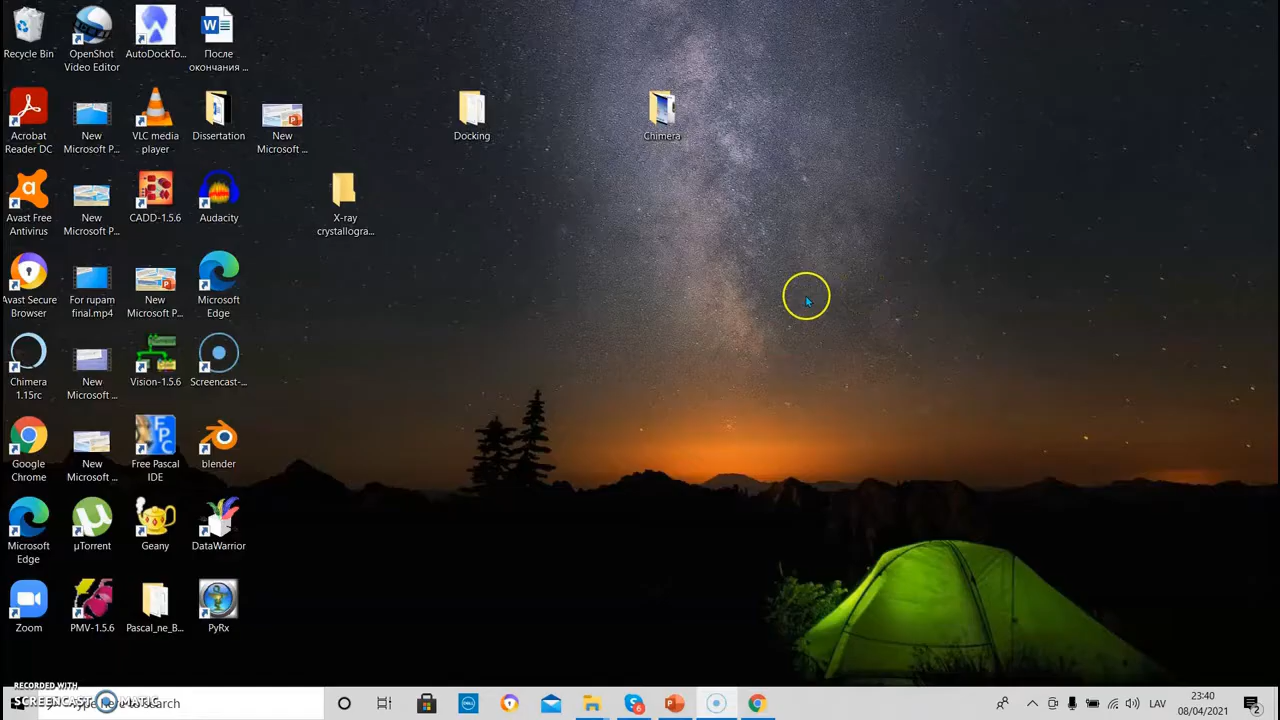 Recycle Bin
OpenShot
Video Editor
AutoDockTo...
После
окончания ...
Acrobat
Reader DC
New
Microsoft P...
VLC media
player
Dissertation
New
Microsoft ...
Docking
Chimera
Avast Free
Antivirus
New
Microsoft P...
CADD-1.5.6
Audacity
X-ray
crystallogra...
Avast Secure
Browser
For rupam
final.mp4
New
Microsoft P...
Microsoft
Edge
Chimera
1.15rc
New
Microsoft ...
Vision-1.5.6
Screencast-...
Google
Chrome
New
Microsoft ...
Free Pascal
IDE
blender
Microsoft
Edge
µTorrent
Geany
DataWarrior
Zoom
PMV-1.5.6
Pascal_ne_B...
PyRx
RECORDED WITH
SCREENCAST MATIC
Type here to search
DELL
6
LAV
23:40
08/04/2021
2